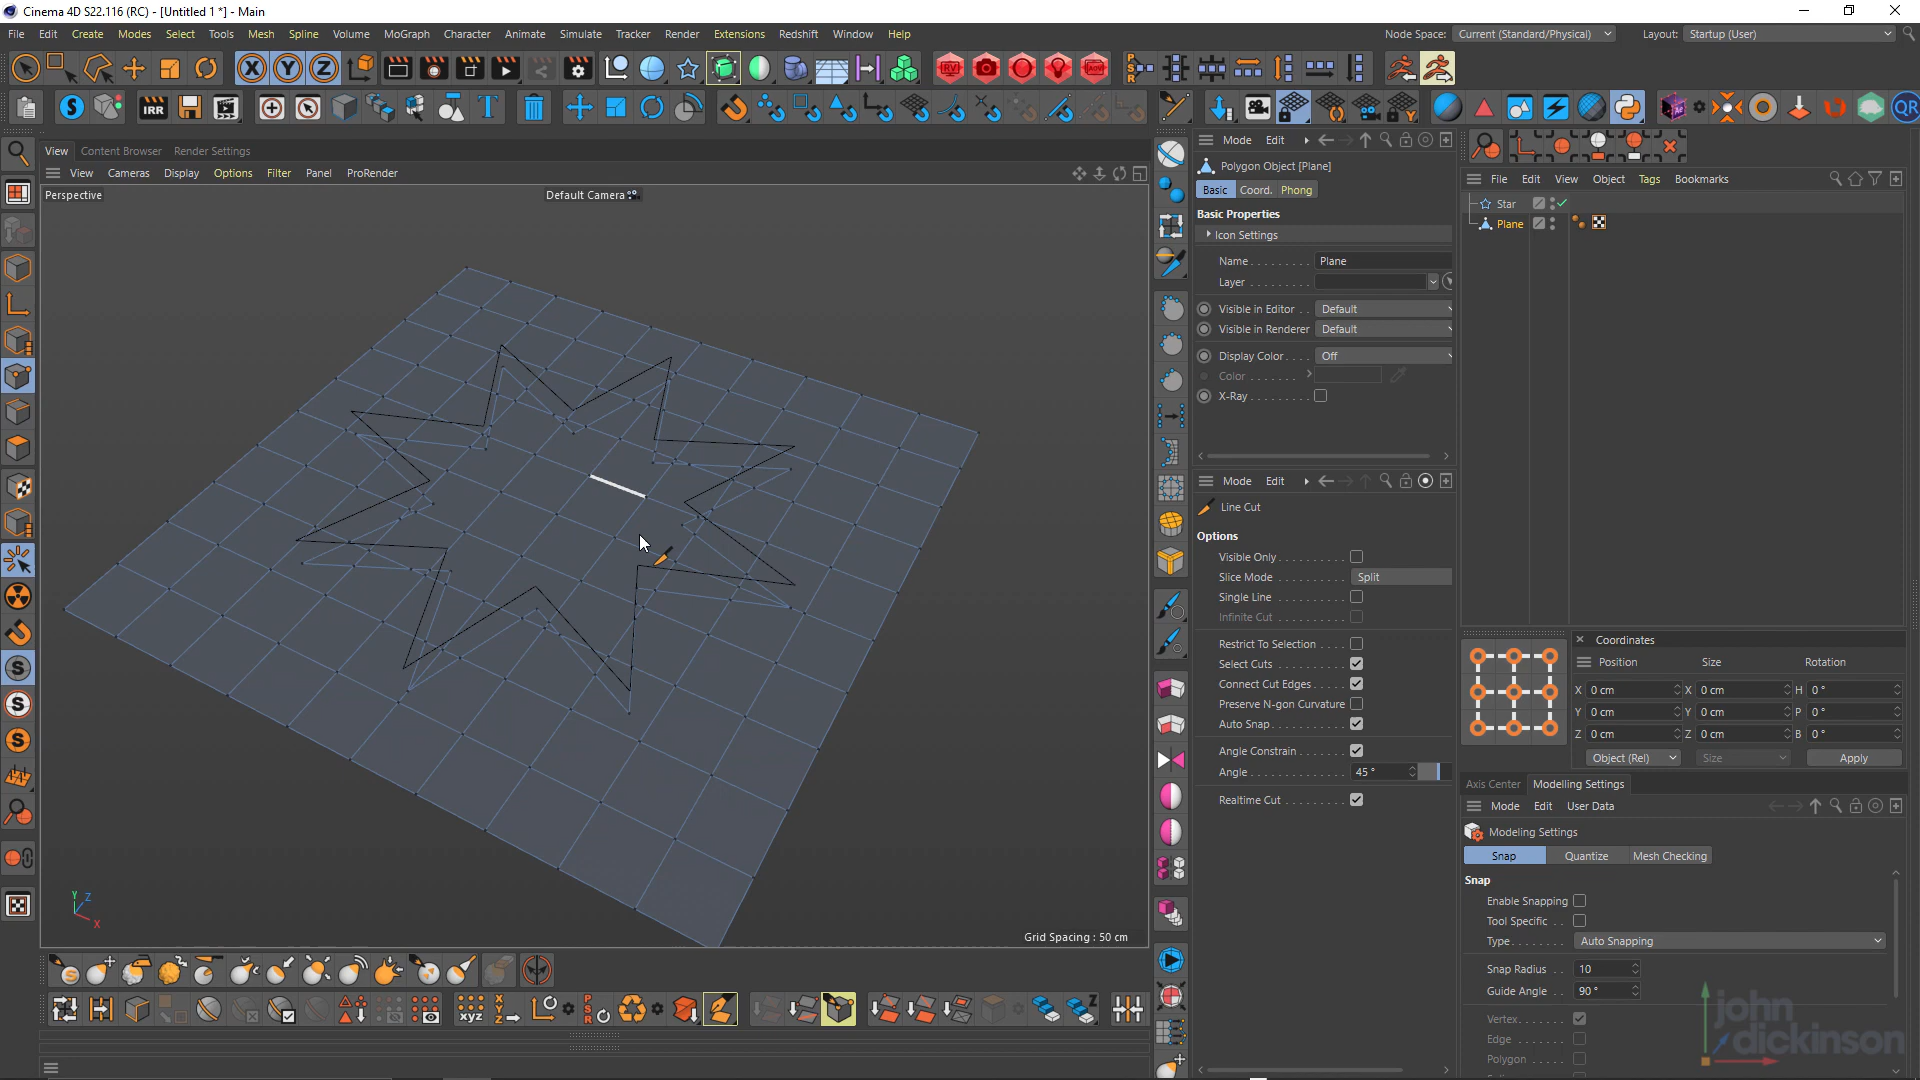 Cinema 4D S22.116 (RC) - [Untitled 1 *] - Main
File Edit Create Modes Select Tools Mesh Spline Volume MoGraph Character Animate Simulate Tracker Render Extensions Redshift Window Help
Node Space: Current (Standard/Physical) Layout: Startup (User)
RV AOV PSR
S IRR T QR
View Content Browser Render Settings
View Cameras Display Options Filter Panel ProRender
Perspective
Default Camera
Grid Spacing : 50 cm
Y Z X
Mode Edit
Polygon Object [Plane]
Basic Coord. Phong
Basic Properties
Icon Settings
Name Plane
Layer
Visible in Editor Default
Visible in Renderer Default
Display Color Off
Color
X-Ray
Mode Edit
Line Cut
Options
Visible Only
Slice Mode Split
Single Line
Infinite Cut
Restrict To Selection
Select Cuts
Connect Cut Edges
Preserve N-gon Curvature
Auto Snap
Angle Constrain
Angle 45 °
Realtime Cut
File Edit View Object Tags Bookmarks
Star
Plane
Coordinates
Position Size Rotation
X 0 cm X 0 cm H 0 °
Y 0 cm Y 0 cm P 0 °
Z 0 cm Z 0 cm B 0 °
Object (Rel) Size Apply
Axis Center Modelling Settings
Mode Edit User Data
Modeling Settings
Snap Quantize Mesh Checking
Snap
Enable Snapping
Tool Specific
Type Auto Snapping
Snap Radius 10
Guide Angle 90 °
Vertex
Edge
Polygon
john
dickinson